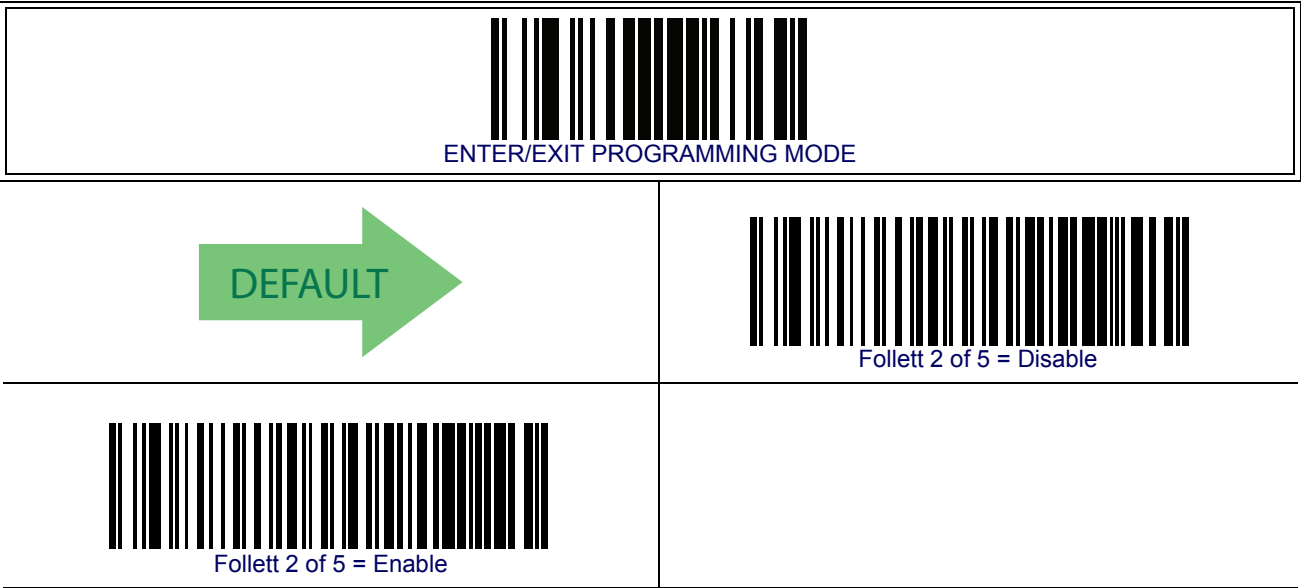 ENTER/EXIT PROGRAMMING MODE
DEFAULT
Follett 2 of 5 = Disable
Follett 2 of 5 = Enable